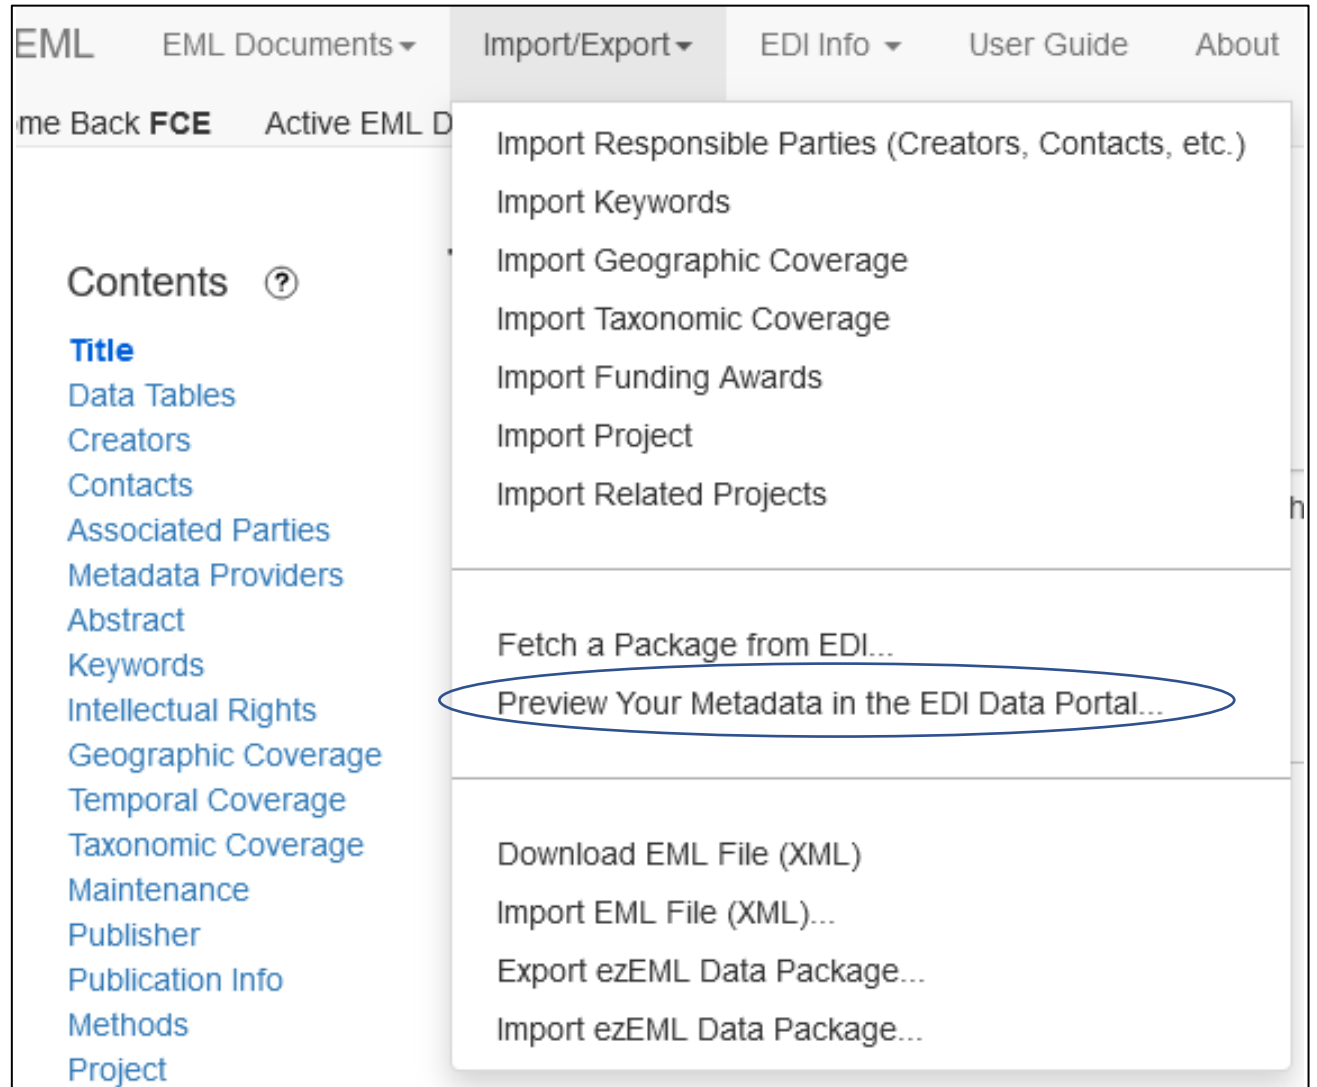 EML EML Documents Import/Export EDI Info User Guide About
me Back FCE Active EML D
Import Responsible Parties (Creators, Contacts, etc.)
Import Keywords
Import Geographic Coverage
Import Taxonomic Coverage
Import Funding Awards
Import Project
Import Related Projects
h
Fetch a Package from EDI...
Preview Your Metadata in the EDI Data Portal...
Download EML File (XML)
Import EML File (XML)...
Export ezEML Data Package...
Import ezEML Data Package...
Contents ?
Title
Data Tables
Creators
Contacts
Associated Parties
Metadata Providers
Abstract
Keywords
Intellectual Rights
Geographic Coverage
Temporal Coverage
Taxonomic Coverage
Maintenance
Publisher
Publication Info
Methods
Project